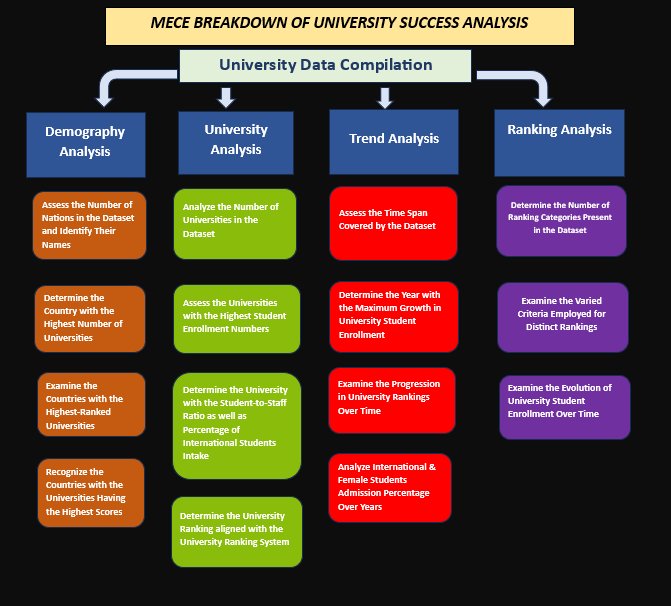 MECE BREAKDOWN OF UNIVERSITY SUCCESS ANALYSIS
University Data Compilation
Demography
Analysis
Assess the Number of
Nations in the Dataset
and Identify Their
Names
Determine the
Country with the
Highest Number of
Universities
Examine the
Countries with the
Highest-Ranked
Universities
Recognize the
Countries with the
Universities Having
the Highest Scores
University
Analysis
Analyze the Number of
Universities in the
Dataset
Assess the Universities
with the Highest Student
Enrollment Numbers
Determine the University
with the Student-to-Staff
Ratio as well as
Percentage of
International Students
Intake
Determine the University
Ranking aligned with the
University Ranking System
Trend Analysis
Assess the Time Span
Covered by the Dataset
Determine the Year with
the Maximum Growth in
University Student
Enrollment
Examine the Progression
in University Rankings
Over Time
Analyze International &
Female Students
Admission Percentage
Over Years
Ranking Analysis
Determine the Number of
Ranking Categories Present
in the Dataset
Examine the Varied
Criteria Employed for
Distinct Rankings
Examine the Evolution of
University Student
Enrollment Over Time